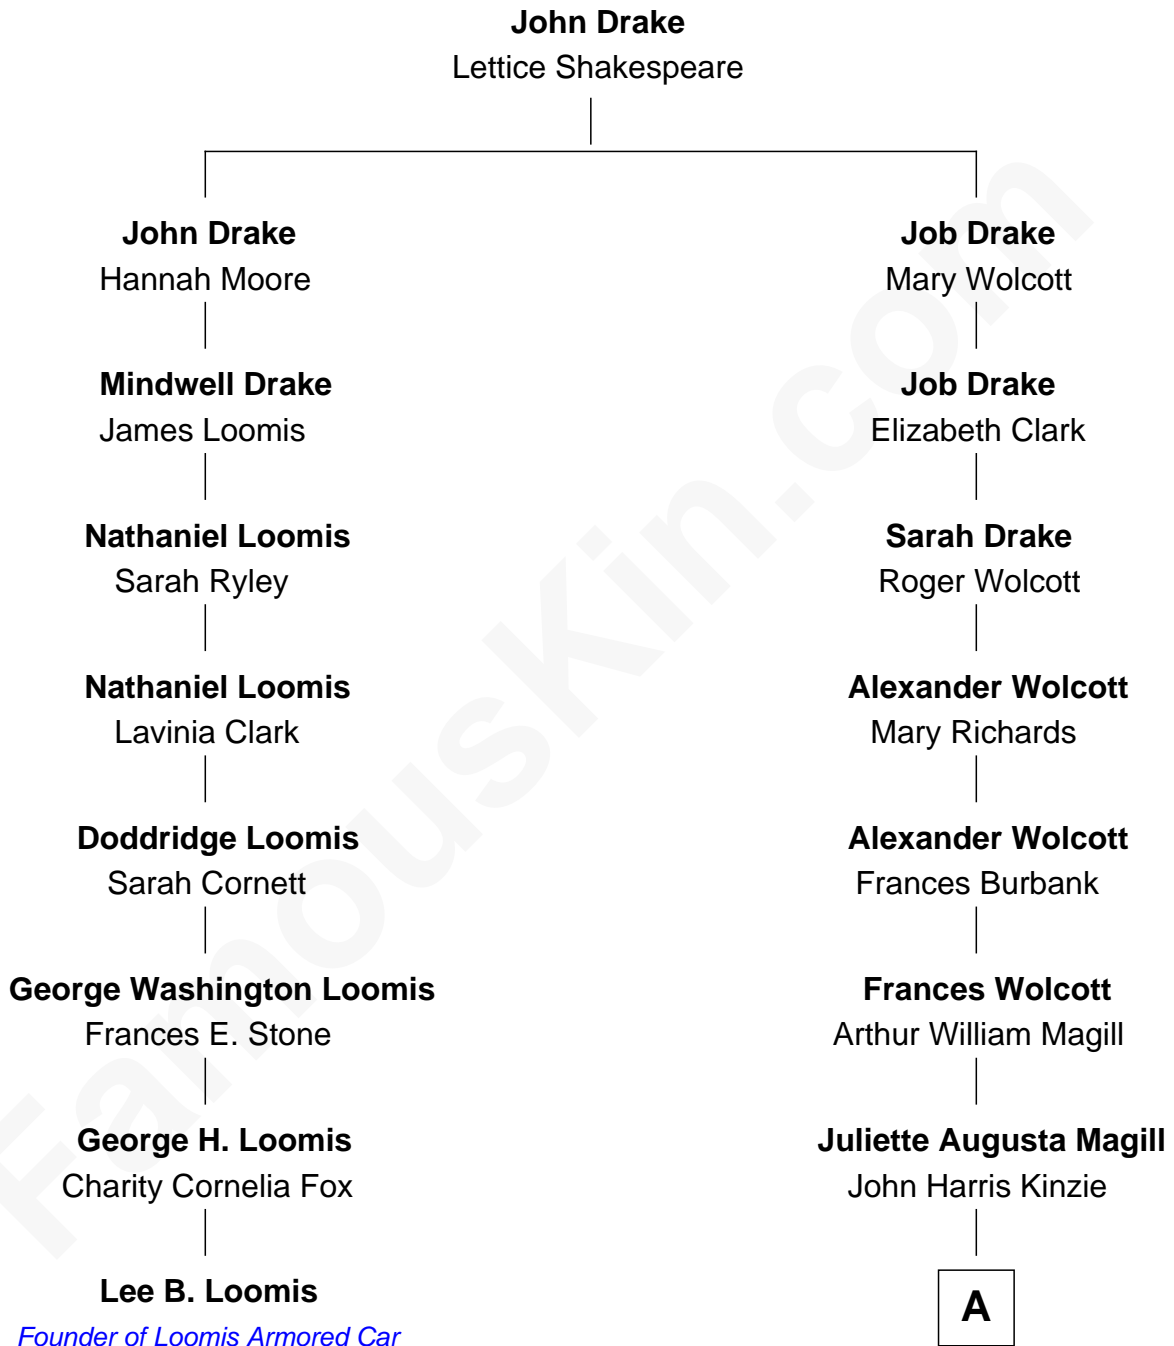 John Drake
Lettice Shakespeare
John Drake
Hannah Moore
Job Drake
Mary Wolcott
Mindwell Drake
James Loomis
Job Drake
Elizabeth Clark
Nathaniel Loomis
Sarah Ryley
Sarah Drake
Roger Wolcott
Nathaniel Loomis
Lavinia Clark
Alexander Wolcott
Mary Richards
Doddridge Loomis
Sarah Cornett
Alexander Wolcott
Frances Burbank
George Washington Loomis
Frances E. Stone
Frances Wolcott
Arthur William Magill
George H. Loomis
Charity Cornelia Fox
Juliette Augusta Magill
John Harris Kinzie
Lee B. Loomis
Founder of Loomis Armored Car
A
FamousKin.com